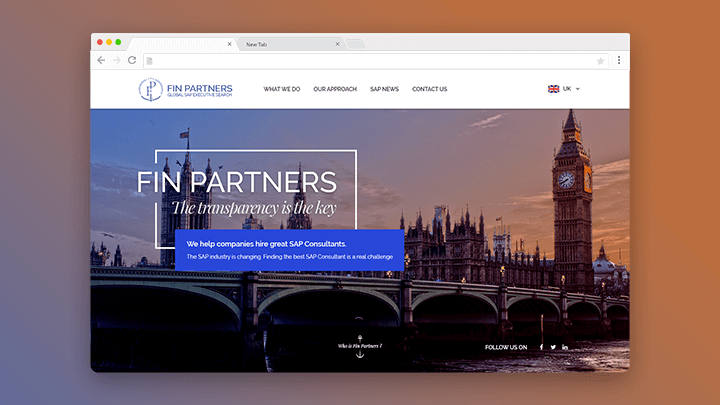 New Tab
FIN PARTNERS
GLOBAL SAP EXECUTIVE SEARCH
WHAT WE DO
OUR APPROACH
SAP NEWS
CONTACT US
UK
FIN PARTNERS
The transparency is the key
We help companies hire great SAP Consultants.
The SAP industry is changing. Finding the best SAP Consultant is a real challenge
Who is Fin Partners ?
FOLLOW US ON